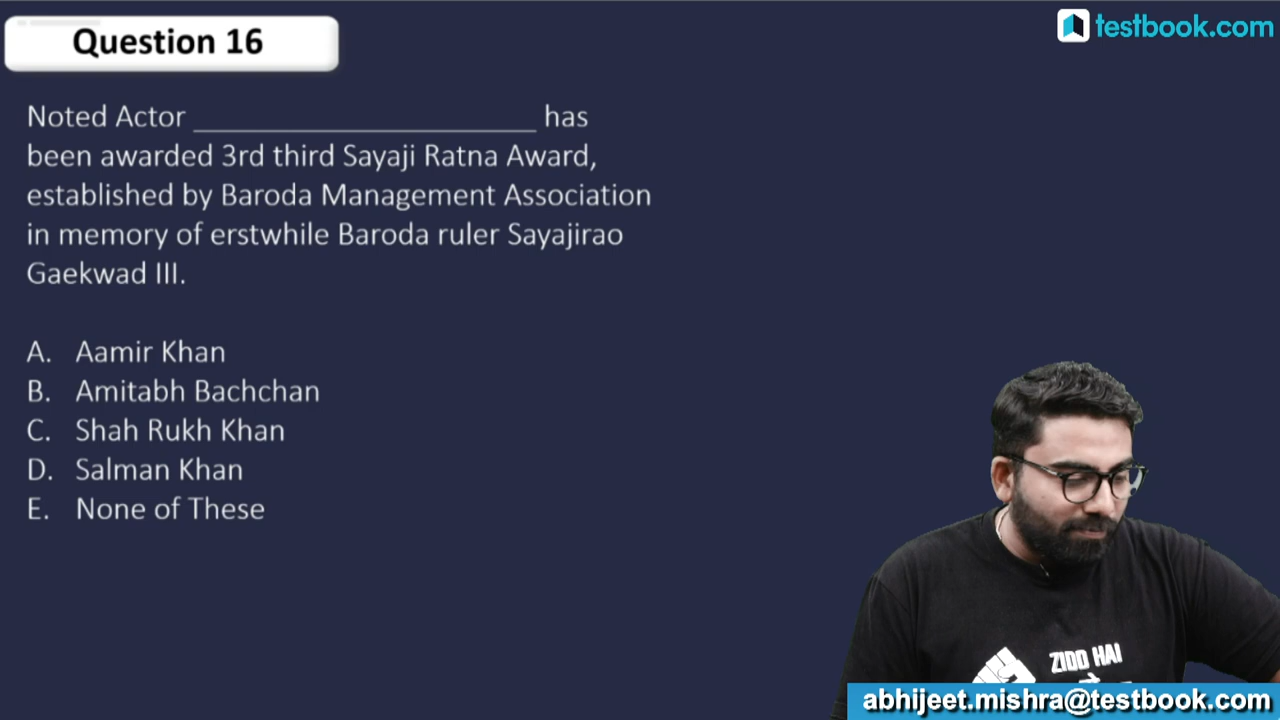 Question 16
testbook.com
Noted Actor ______________________ has
been awarded 3rd third Sayaji Ratna Award,
established by Baroda Management Association
in memory of erstwhile Baroda ruler Sayajirao
Gaekwad III.
A. Aamir Khan
B. Amitabh Bachchan
C. Shah Rukh Khan
D. Salman Khan
E. None of These
ZIDD HAI
abhijeet.mishra@testbook.com